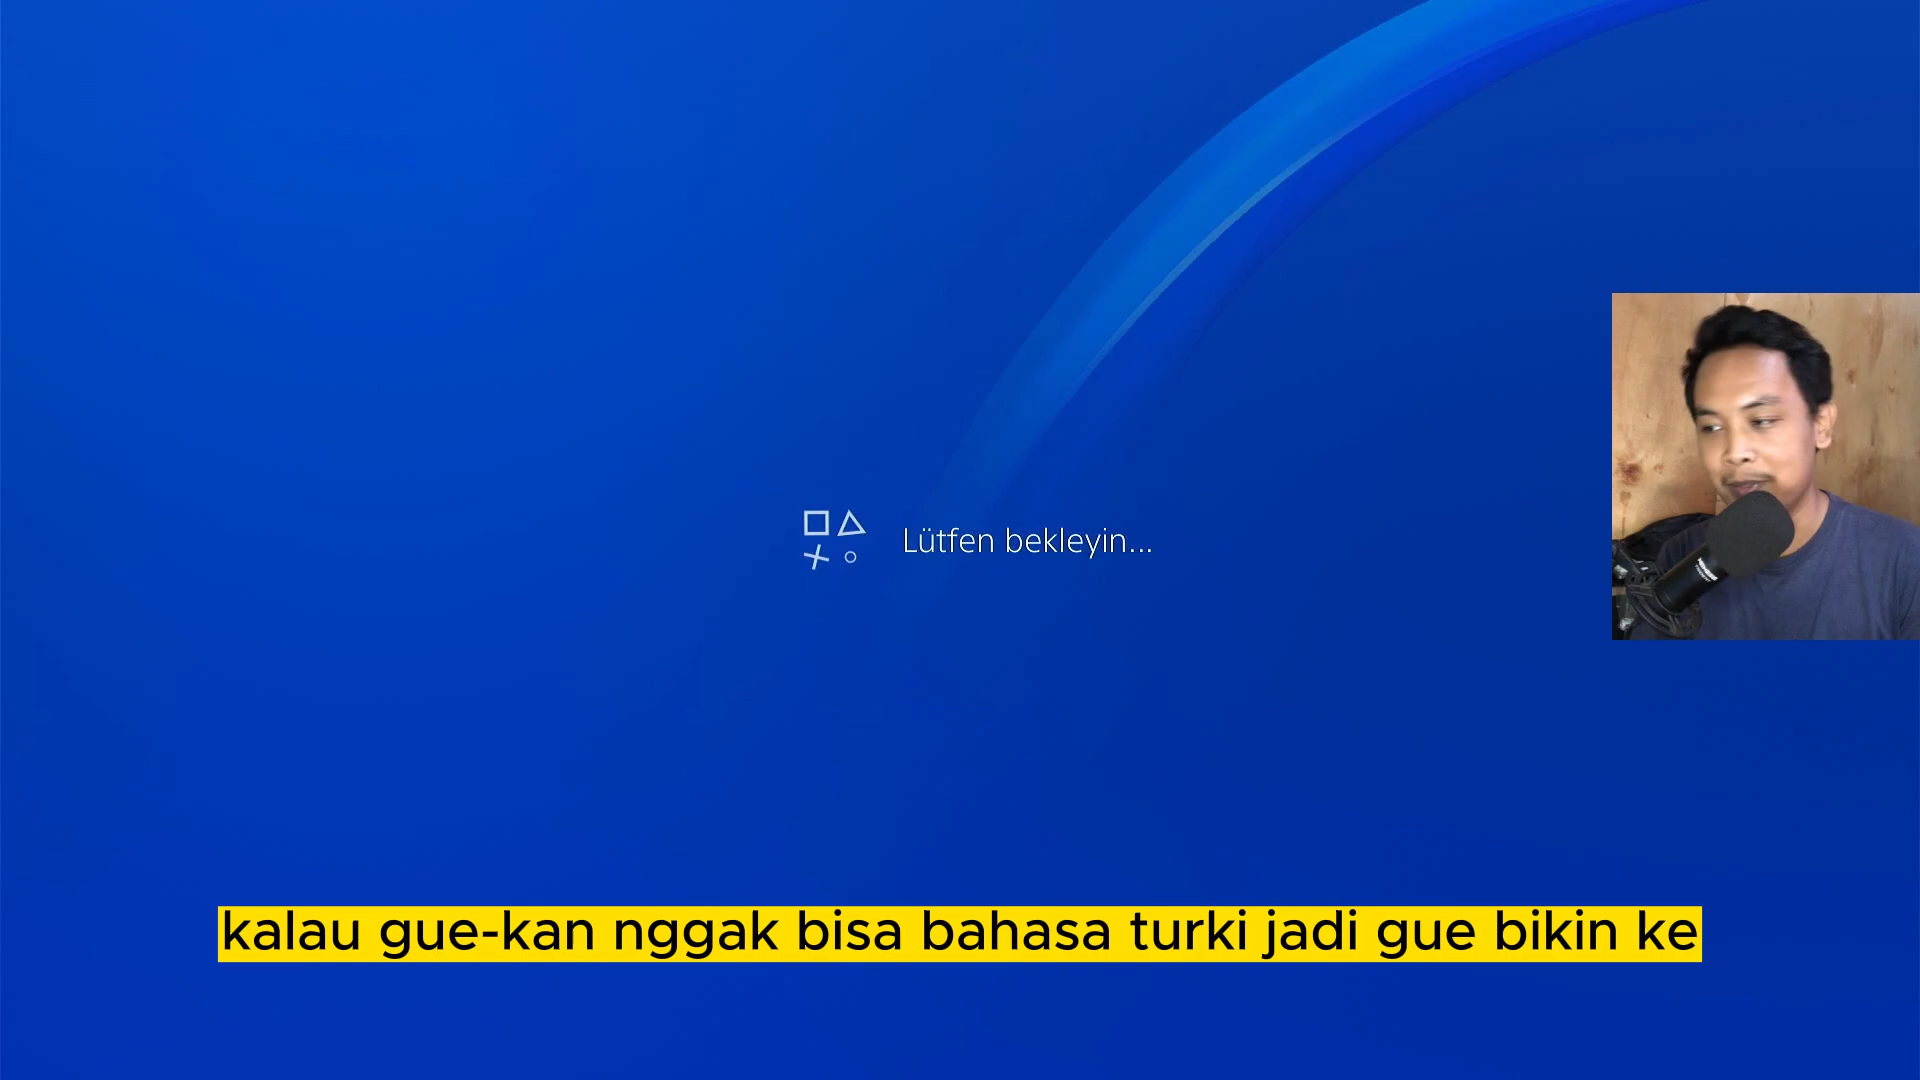 Lütfen bekleyin...
kalau gue-kan nggak bisa bahasa turki jadi gue bikin ke